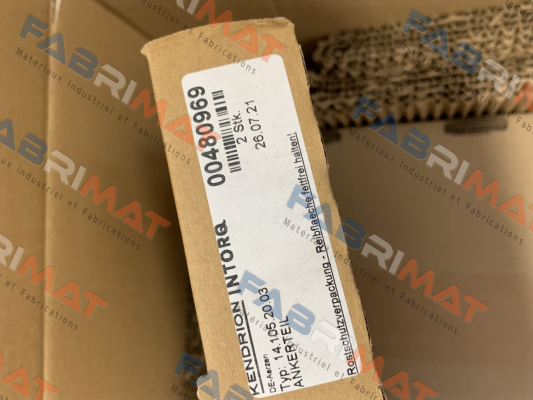 KENDRION INTORQ
00480969
DE-Aerzen
2 Stk.
Typ: 14.105.20.03
26.07.21
ANKERTEIL
Rostschutzverpackung - Reibflaeche fettfrei halten!
FABRIMAT
Materiaux Industriel et Fabrications